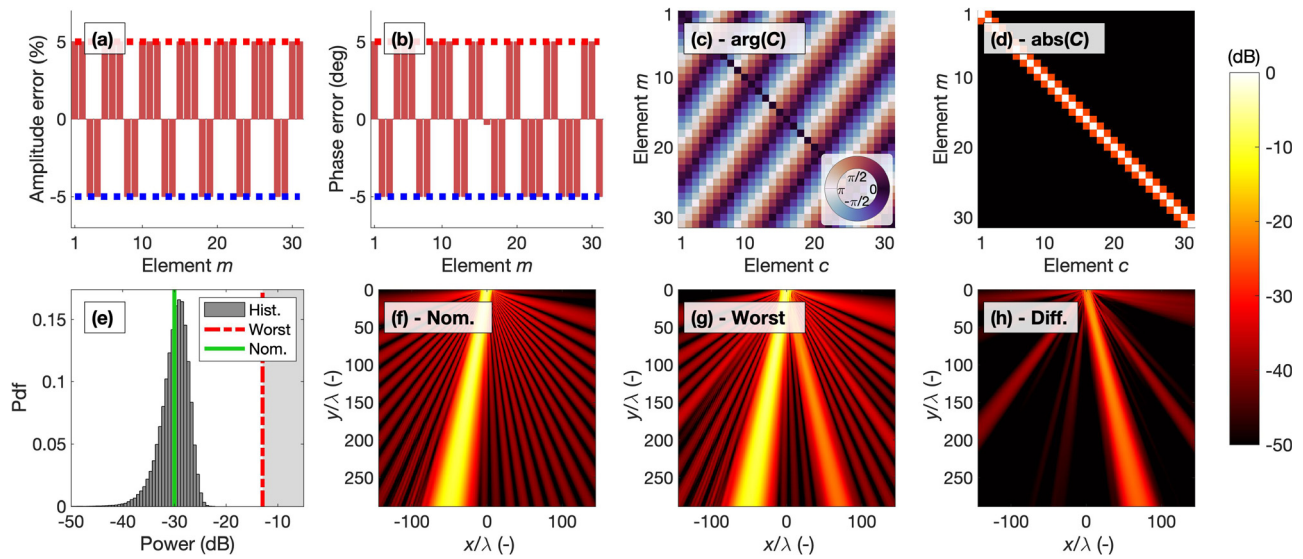 (a)
Amplitude error (%)
5
0
-5
1
10
20
30
Element m
(b)
Phase error (deg)
5
0
-5
1
10
20
30
Element m
(c) - arg(C)
Element m
1
10
20
30
π/2
π
0
-π/2
1
10
20
30
Element c
(d) - abs(C)
Element m
1
10
20
30
1
10
20
30
Element c
(dB)
0
-10
-20
-30
-40
-50
(e)
Hist.
Worst
Nom.
Pdf
0.15
0.1
0.05
0
-50
-40
-30
-20
-10
Power (dB)
(f) - Nom.
y/λ (-)
0
50
100
150
200
250
-100
0
100
x/λ (-)
(g) - Worst
y/λ (-)
0
50
100
150
200
250
-100
0
100
x/λ (-)
(h) - Diff.
y/λ (-)
0
50
100
150
200
250
-100
0
100
x/λ (-)